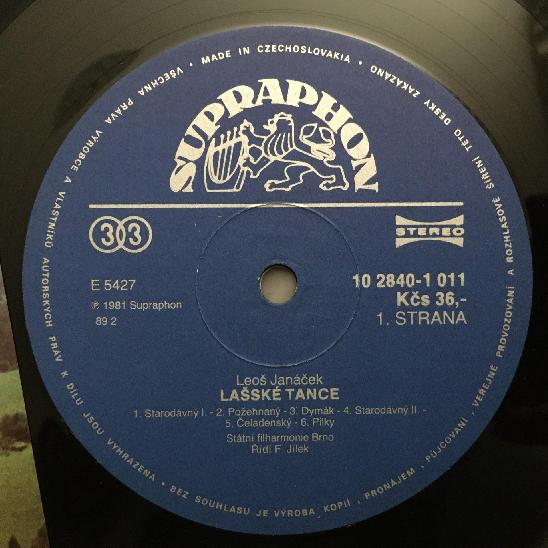 VŠECHNA PRÁVA VÝROBCE A VLASTNÍKŮ AUTORSKÝCH PRÁV K DÍLU JSOU VYHRAZENA • BEZ SOUHLASU JE VÝROBA KOPIÍ, PRONÁJEM, PŮJČOVÁNÍ, VEŘEJNÉ PROVOZOVÁNÍ A ROZHLASOVÉ ŠÍŘENÍ TÉTO DESKY ZAKÁZÁNO • MADE IN CZECHOSLOVAKIA •
SUPRAPHON
33
STEREO
E 5427
℗ 1981 Supraphon
89 2
10 2840-1 011
Kčs 36,-
1. STRANA
Leoš Janáček
LAŠSKÉ TANCE
1. Starodávný I. - 2. Požehnaný - 3. Dymák - 4. Starodávný II. -
5. Čeladenský - 6. Pilky
Státní filharmonie Brno
Řídí F. Jílek